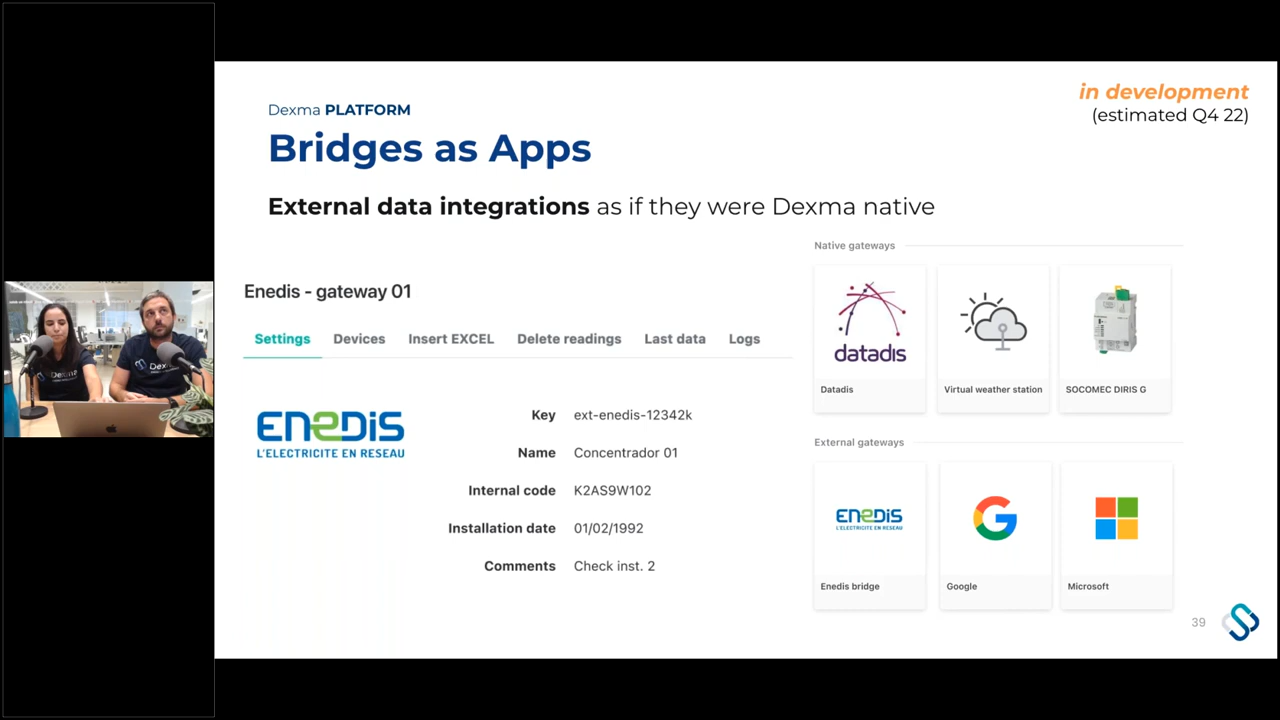 in development
(estimated Q4 22)
Dexma PLATFORM
Bridges as Apps
External data integrations as if they were Dexma native
Enedis - gateway 01
Settings Devices Insert EXCEL Delete readings Last data Logs
ENEDIS
L'ELECTRICITE EN RESEAU
Key ext-enedis-12342k
Name Concentrador 01
Internal code K2AS9W102
Installation date 01/02/1992
Comments Check inst. 2
Native gateways
datadis
Datadis Virtual weather station SOCOMEC DIRIS G
External gateways
ENEDIS
L'ELECTRICITE EN RESEAU
Enedis bridge Google Microsoft
39